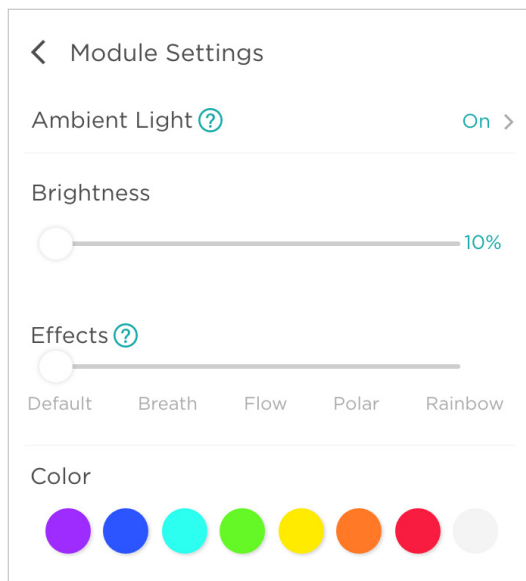 Module Settings
Ambient Light ? On
Brightness
10%
Effects ?
Default Breath Flow Polar Rainbow
Color